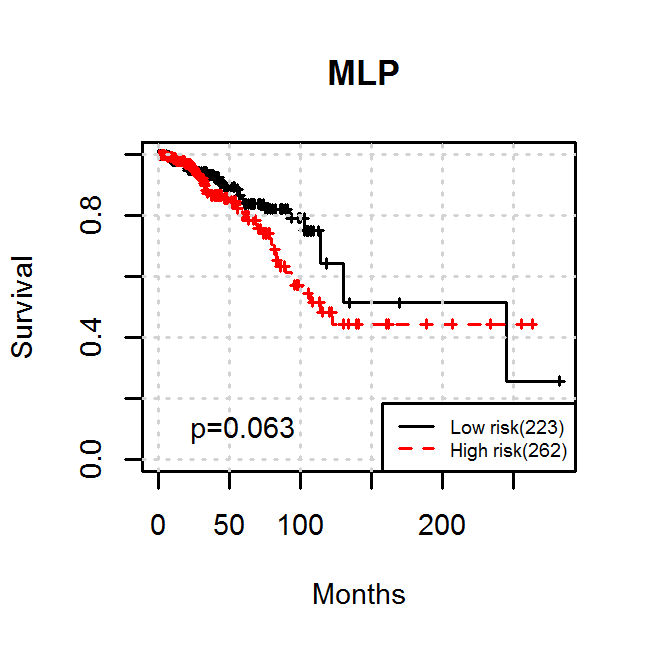 MLP
Survival
0.8
0.4
0.0
p=0.063
Low risk(223)
High risk(262)
0 50 100 200
Months